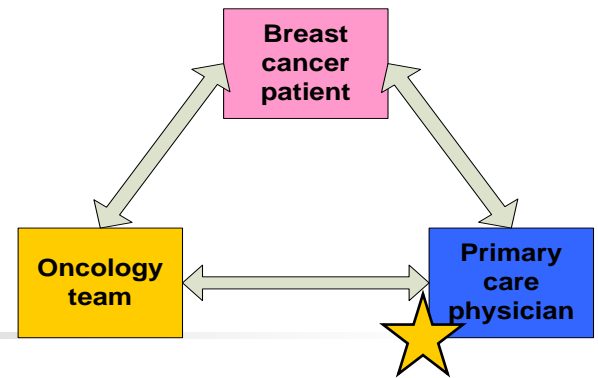 Breast
cancer
patient
Oncology
team
Primary
care
physician